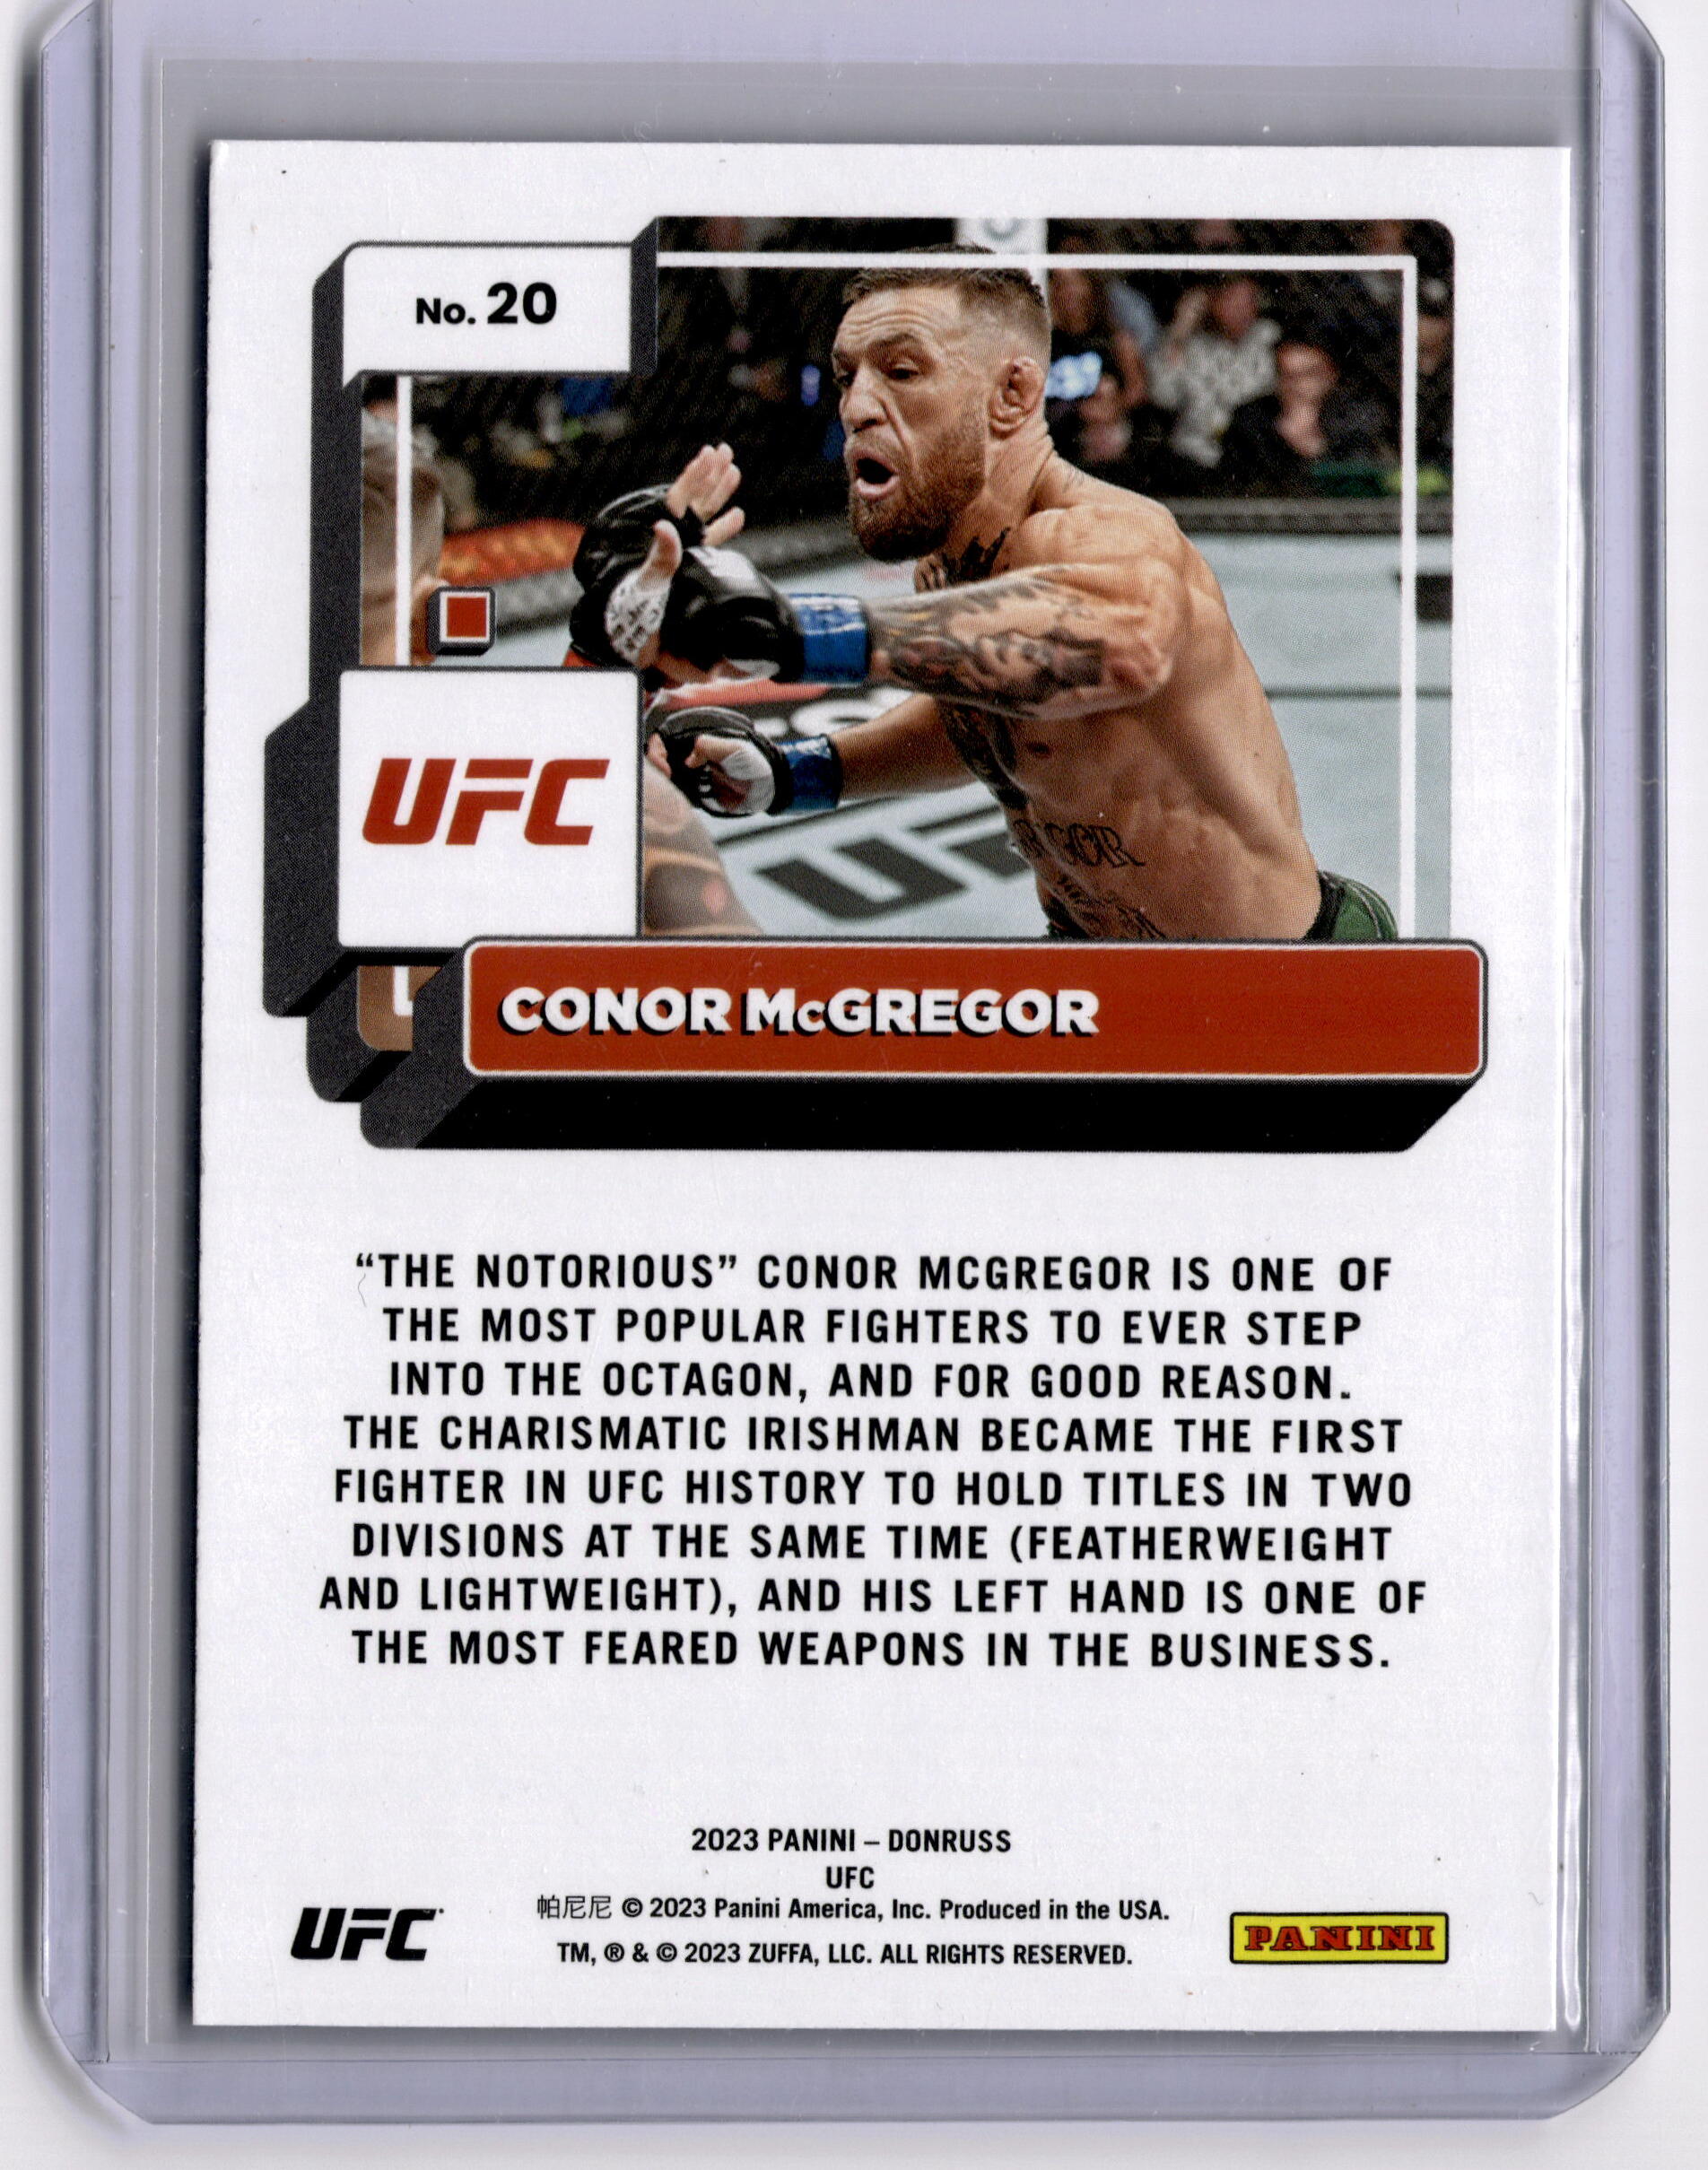 No. 20
UFC
CONOR McGREGOR
“THE NOTORIOUS” CONOR MCGREGOR IS ONE OF
THE MOST POPULAR FIGHTERS TO EVER STEP
INTO THE OCTAGON, AND FOR GOOD REASON.
THE CHARISMATIC IRISHMAN BECAME THE FIRST
FIGHTER IN UFC HISTORY TO HOLD TITLES IN TWO
DIVISIONS AT THE SAME TIME (FEATHERWEIGHT
AND LIGHTWEIGHT), AND HIS LEFT HAND IS ONE OF
THE MOST FEARED WEAPONS IN THE BUSINESS.
2023 PANINI – DONRUSS
UFC
帕尼尼 © 2023 Panini America, Inc. Produced in the USA.
TM, ® & © 2023 ZUFFA, LLC. ALL RIGHTS RESERVED.
UFC
PANINI